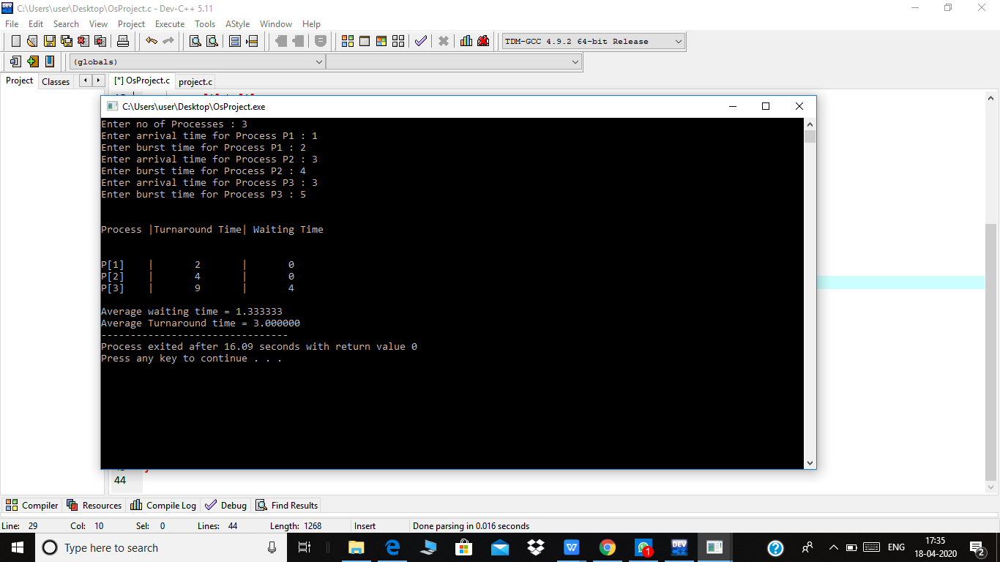 C:\Users\user\Desktop\OsProject.c - Dev-C++ 5.11
File Edit Search View Project Execute Tools AStyle Window Help
TDM-GCC 4.9.2 64-bit Release
(globals)
Project Classes [*] OsProject.c project.c
C:\Users\user\Desktop\OsProject.exe
Enter no of Processes : 3
Enter arrival time for Process P1 : 1
Enter burst time for Process P1 : 2
Enter arrival time for Process P2 : 3
Enter burst time for Process P2 : 4
Enter arrival time for Process P3 : 3
Enter burst time for Process P3 : 5
Process |Turnaround Time| Waiting Time
P[1] | 2 | 0
P[2] | 4 | 0
P[3] | 9 | 4
Average waiting time = 1.333333
Average Turnaround time = 3.000000
--------------------------------
Process exited after 16.09 seconds with return value 0
Press any key to continue . . .
44
Compiler Resources Compile Log Debug Find Results
Line: 29 Col: 10 Sel: 0 Lines: 44 Length: 1268 Insert Done parsing in 0.016 seconds
Type here to search
DEV
1
ENG
17:35
18-04-2020
2